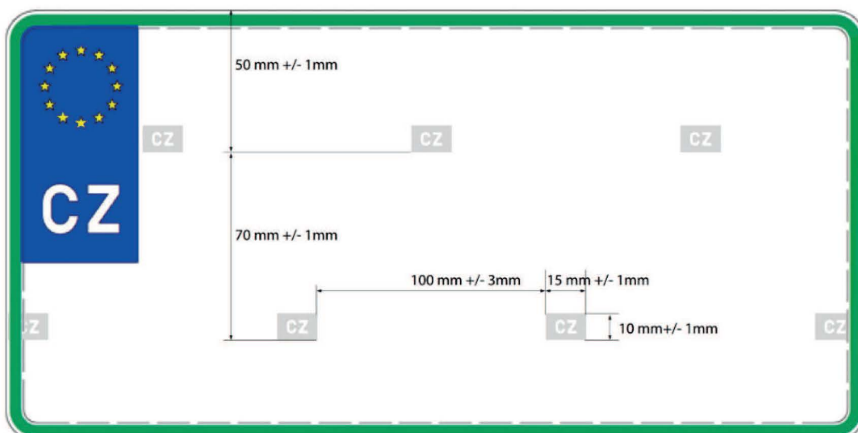 50 mm +/- 1mm
CZ CZ CZ
CZ
70 mm +/- 1mm
100 mm +/- 3mm 15 mm +/- 1mm
CZ CZ CZ CZ
10 mm+/- 1mm